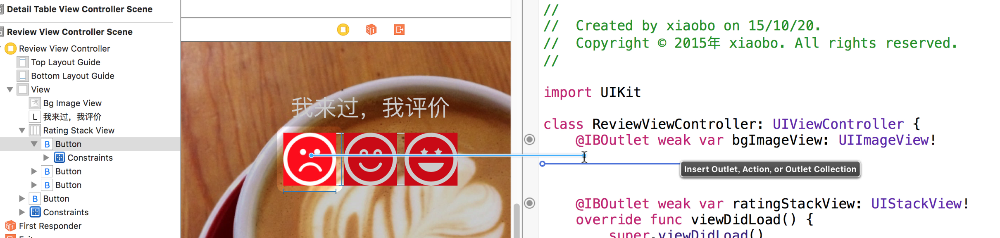 Detail Table View Controller Scene
Review View Controller Scene
Review View Controller
Top Layout Guide
Bottom Layout Guide
View
Bg Image View
L 我来过，我评价
Rating Stack View
B Button
Constraints
B Button
B Button
B Button
Constraints
First Responder
我来过，我评价
//
// Created by xiaobo on 15/10/20.
// Copyright © 2015年 xiaobo. All rights reserved.
//
import UIKit
class ReviewViewController: UIViewController {
@IBOutlet weak var bgImageView: UIImageView!
Insert Outlet, Action, or Outlet Collection
@IBOutlet weak var ratingStackView: UIStackView!
override func viewDidLoad() {
super.viewDidLoad()